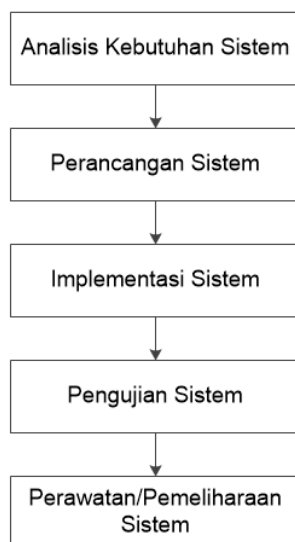 Analisis Kebutuhan Sistem
Perancangan Sistem
Implementasi Sistem
Pengujian Sistem
Perawatan/Pemeliharaan
Sistem